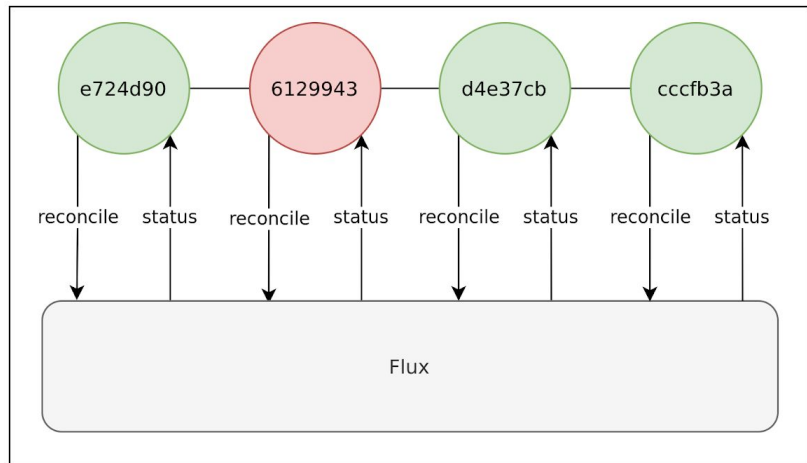 e724d90
6129943
d4e37cb
cccfb3a
reconcile
status
reconcile
status
reconcile
status
reconcile
status
Flux